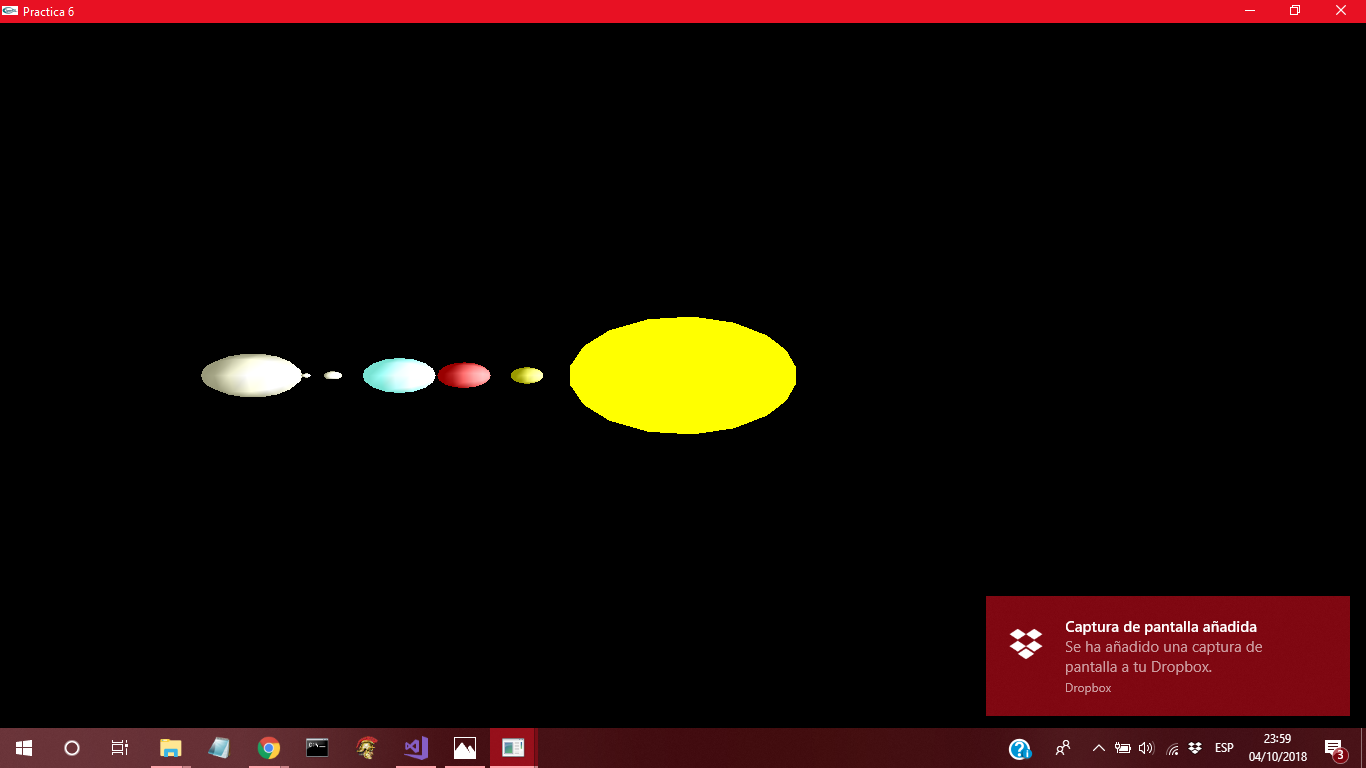 Practica 6
Captura de pantalla añadida
Se ha añadido una captura de
pantalla a tu Dropbox.
Dropbox
ESP
23:59
04/10/2018
3